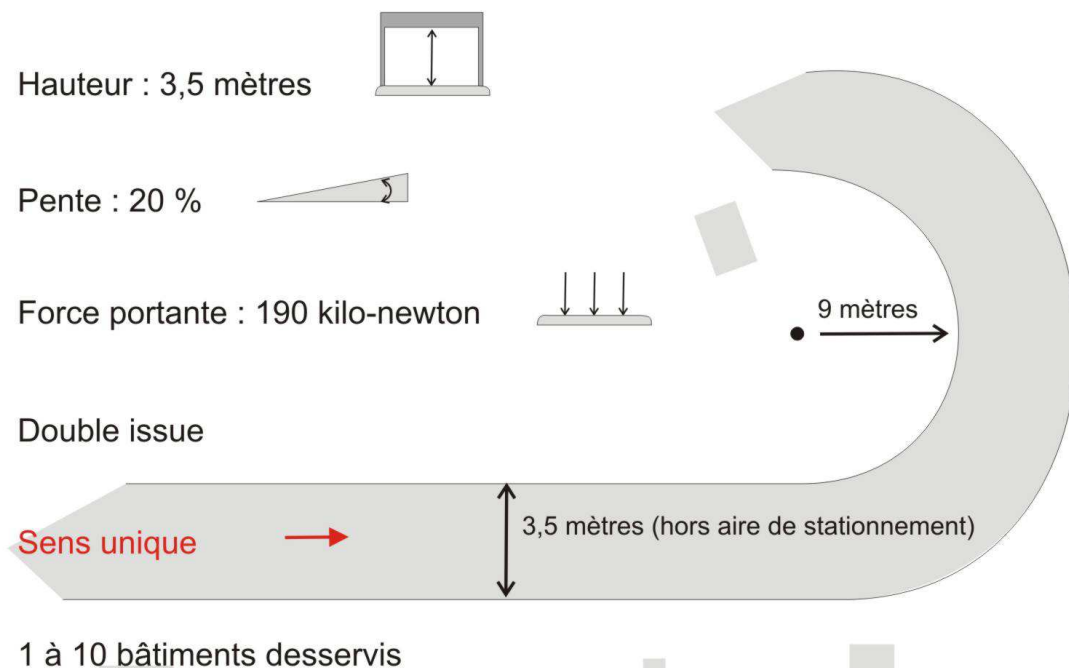 Hauteur : 3,5 mètres
Pente : 20 %
Force portante : 190 kilo-newton
9 mètres
Double issue
3,5 mètres (hors aire de stationnement)
Sens unique
1 à 10 bâtiments desservis